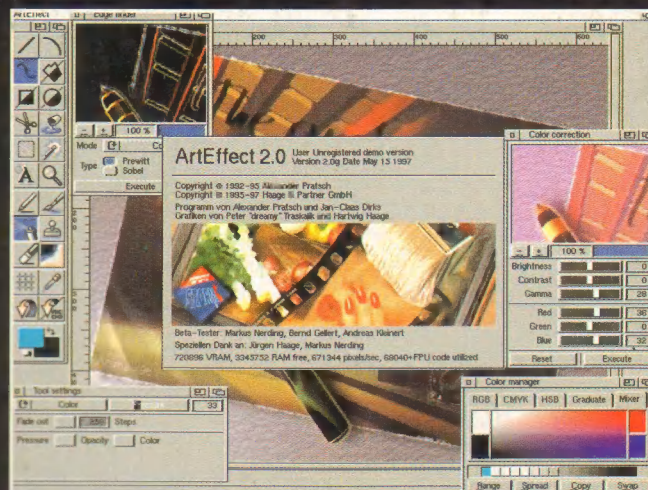 ArtEffect
Edge finder
200 300 400 500 600
100 %
Mode
Type Prewitt
Sobel
Execute
ArtEffect 2.0 User Unregistered demo version
Version 2.0g Date May 15 1997
Copyright © 1992-95 Alexander Pratsch
Copyright © 1995-97 Haage & Partner GmbH
Programm von Alexander Pratsch und Jan-Claas Dirks
Grafiken von Peter "dreamy" Traskalik und Hartwig Haage
Beta-Tester: Markus Nerding, Bernd Gellert, Andreas Kleinert
Speziellen Dank an: Jürgen Haage, Markus Nerding
720896 VRAM, 3343752 RAM free, 671344 pixels/sec, 68040+FPU code utilized
Color correction
100 %
Brightness 0
Contrast 0
Gamma 28
Red 38
Green 0
Blue 32
Reset Execute
Tool settings
Color 33
Fade out Steps
Pressure Opacity Color
Color manager
RGB CMYK HSB Graduate Mixer
Range Spread Copy Swap